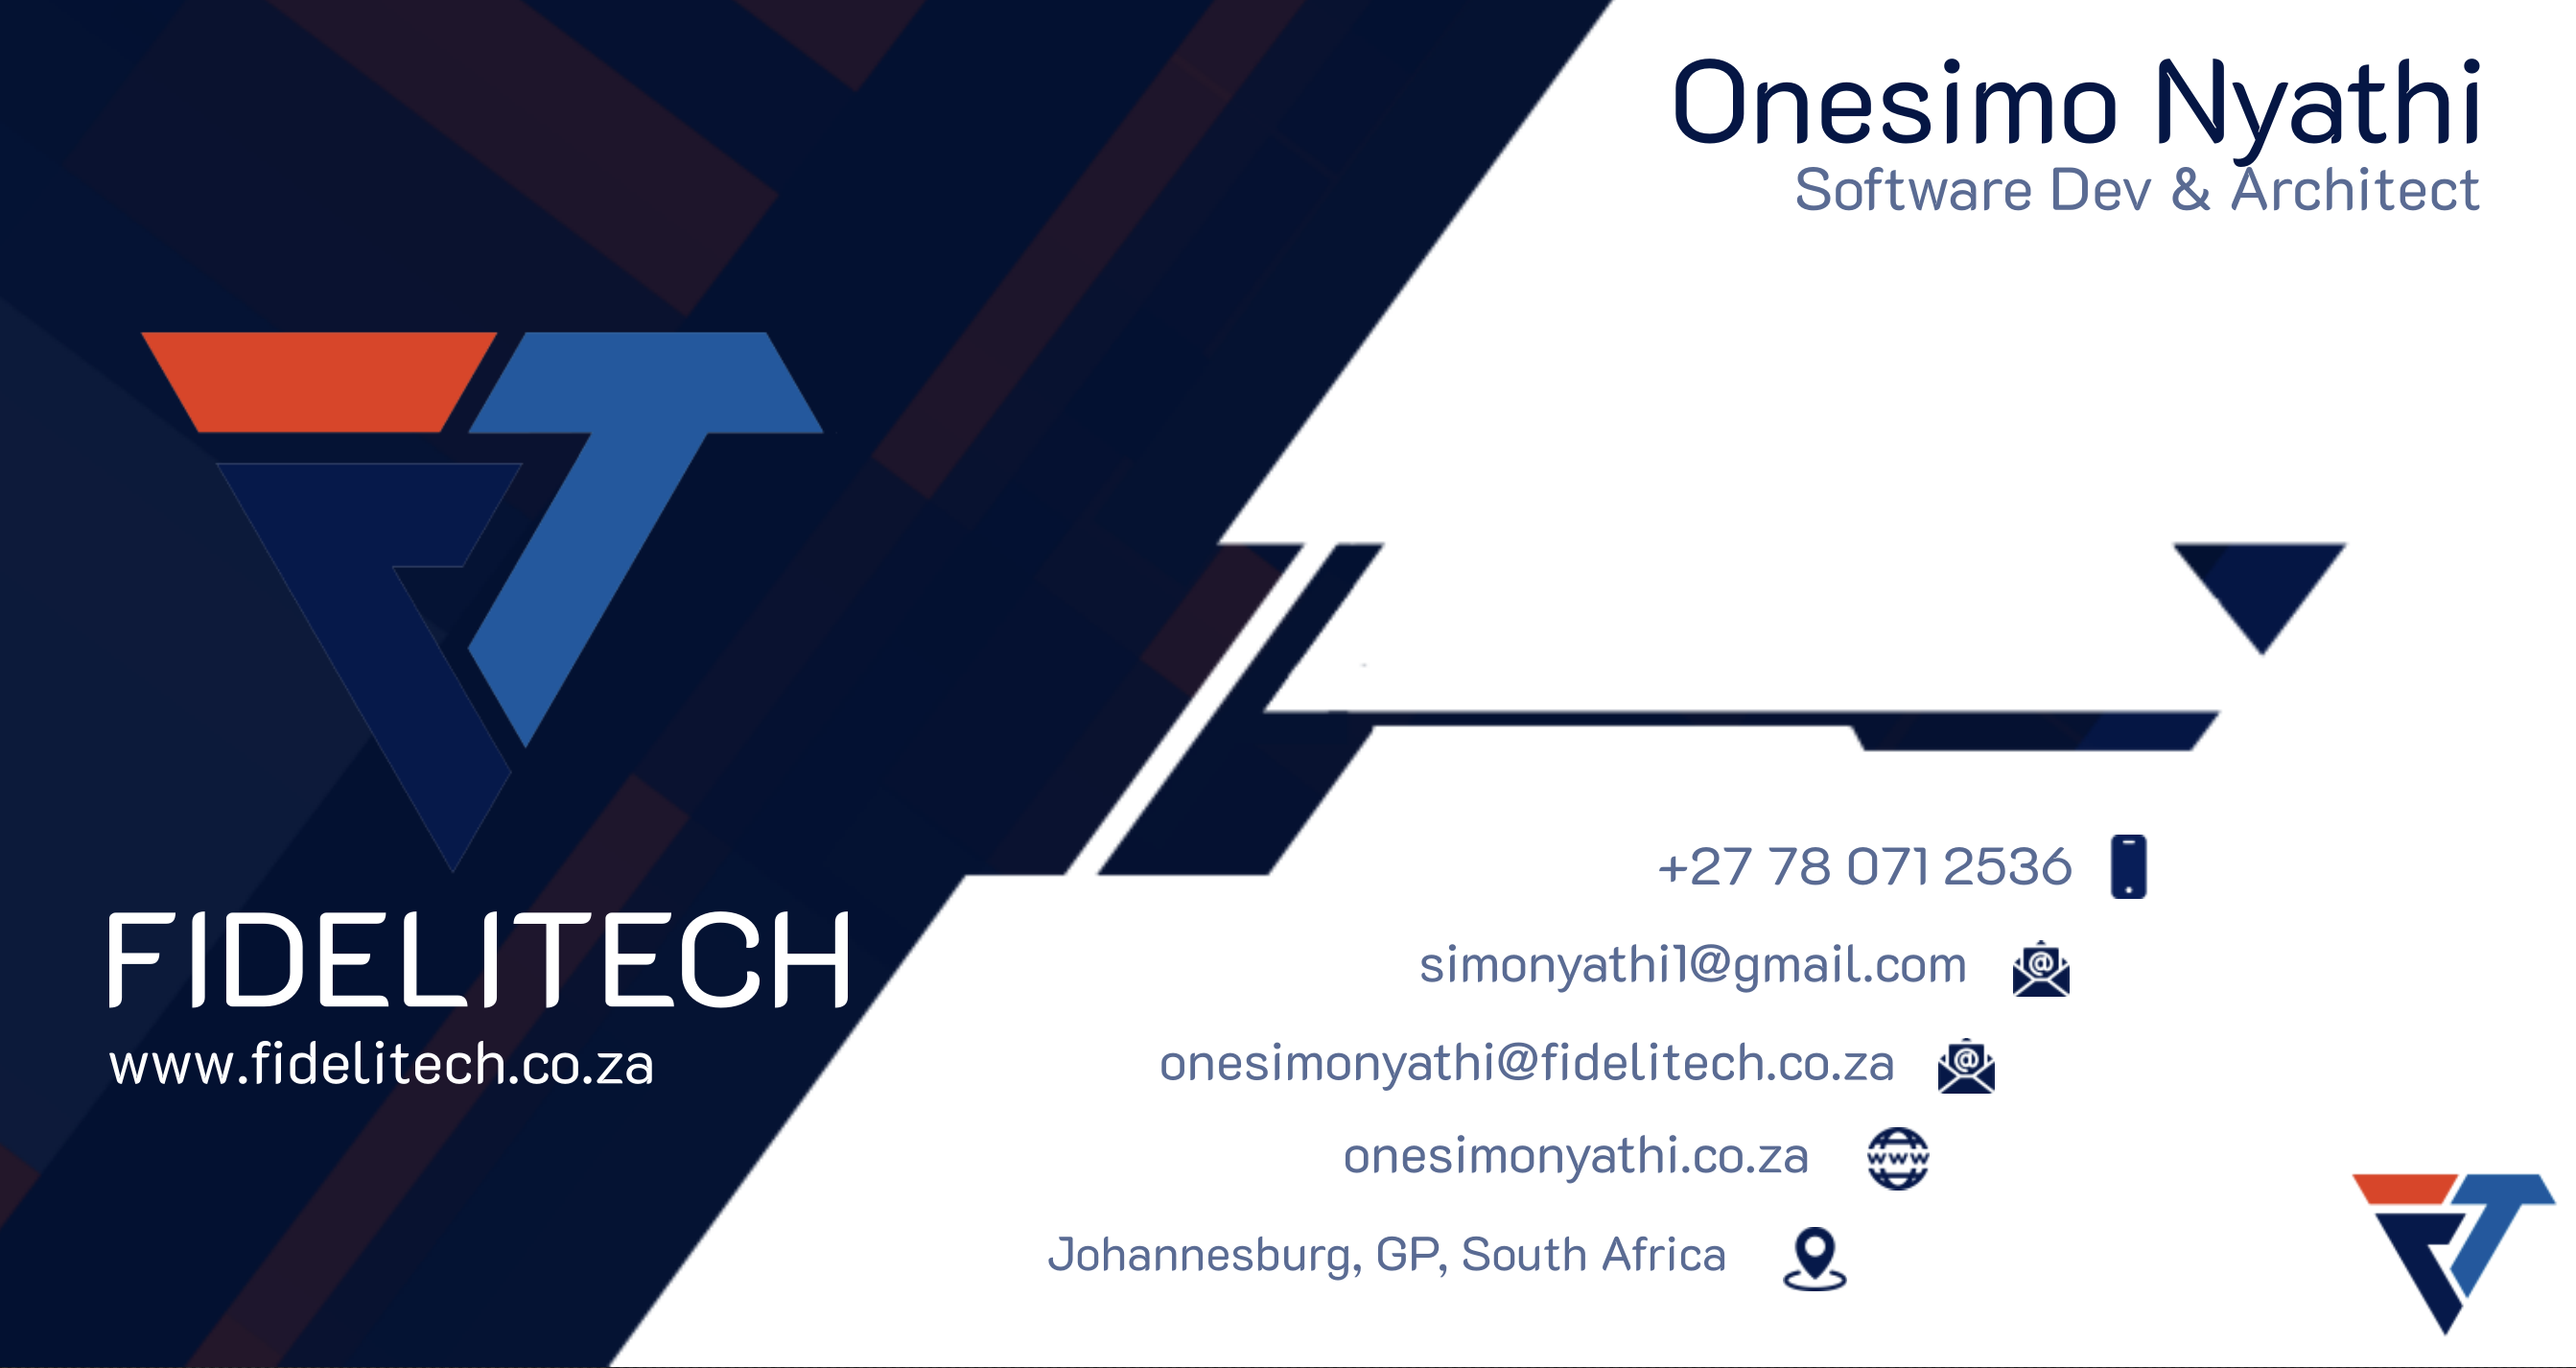 Onesimo Nyathi
Software Dev & Architect
FIDELITECH
www.fidelitech.co.za
+27 78 071 2536
simonyathi1@gmail.com
onesimonyathi@fidelitech.co.za
onesimonyathi.co.za
www
Johannesburg, GP, South Africa